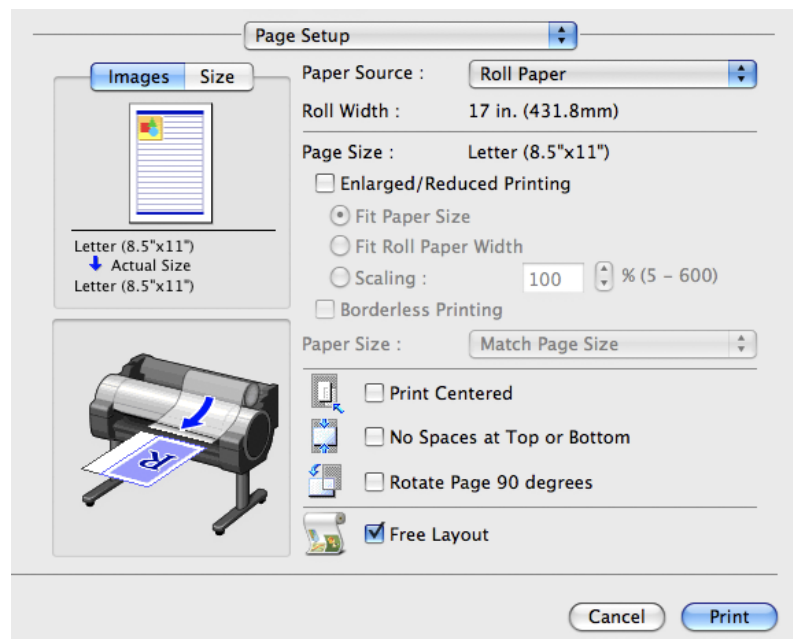 Page Setup
Images Size
Letter (8.5"x11")
Actual Size
Letter (8.5"x11")
R
Paper Source : Roll Paper
Roll Width : 17 in. (431.8mm)
Page Size : Letter (8.5"x11")
Enlarged/Reduced Printing
Fit Paper Size
Fit Roll Paper Width
Scaling : 100 % (5 - 600)
Borderless Printing
Paper Size : Match Page Size
Print Centered
No Spaces at Top or Bottom
Rotate Page 90 degrees
Free Layout
Cancel Print